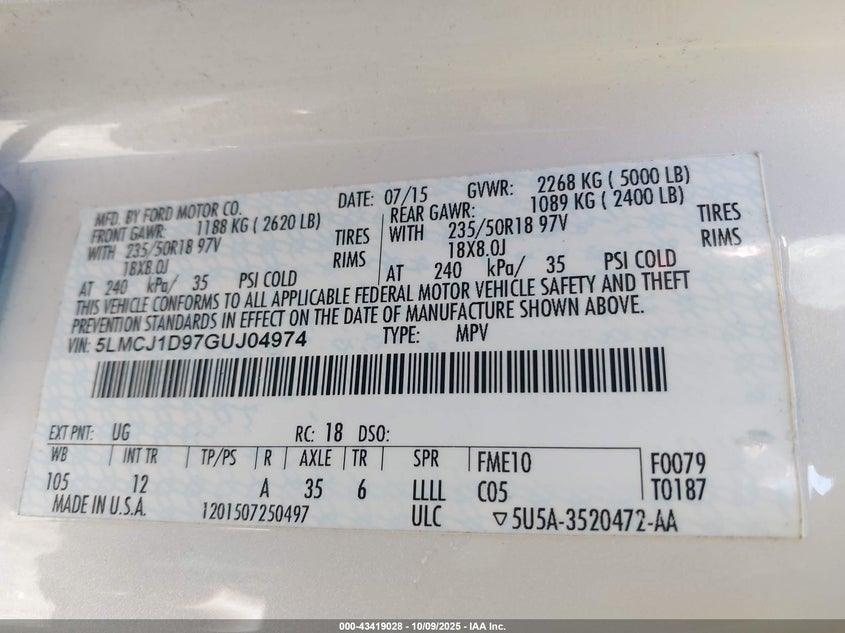 MFD. BY FORD MOTOR CO. DATE: 07/15 GVWR: 2268 KG ( 5000 LB)
FRONT GAWR: 1188 KG ( 2620 LB) REAR GAWR: 1089 KG ( 2400 LB)
WITH 235/50R18 97V TIRES WITH 235/50R18 97V TIRES
18X8.0J RIMS 18X8.0J RIMS
AT 240 kPa/ 35 PSI COLD AT 240 kPa/ 35 PSI COLD
THIS VEHICLE CONFORMS TO ALL APPLICABLE FEDERAL MOTOR VEHICLE SAFETY AND THEFT
PREVENTION STANDARDS IN EFFECT ON THE DATE OF MANUFACTURE SHOWN ABOVE.
VIN: 5LMCJ1D97GUJ04974 TYPE: MPV
EXT PNT: UG RC: 18 DSO:
WB INT TR TP/PS R AXLE TR SPR FME10 F0079
105 12 A 35 6 LLLL C05 T0187
MADE IN U.S.A. 1201507250497 ULC ▽5U5A-3520472-AA
000-43419028 - 10/09/2025 - IAA Inc.